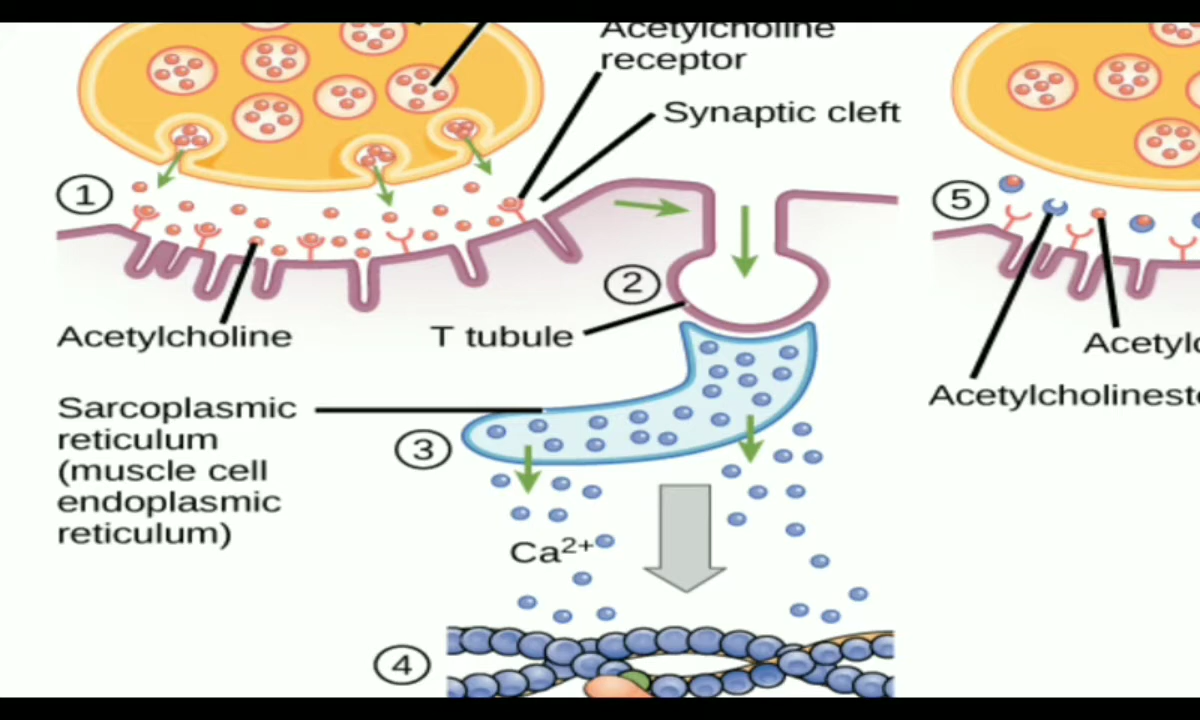 Acetylcholine
receptor
Synaptic cleft
1
5
2
Acetylcholine
T tubule
Sarcoplasmic
reticulum
(muscle cell
endoplasmic
reticulum)
3
Ca²⁺
4